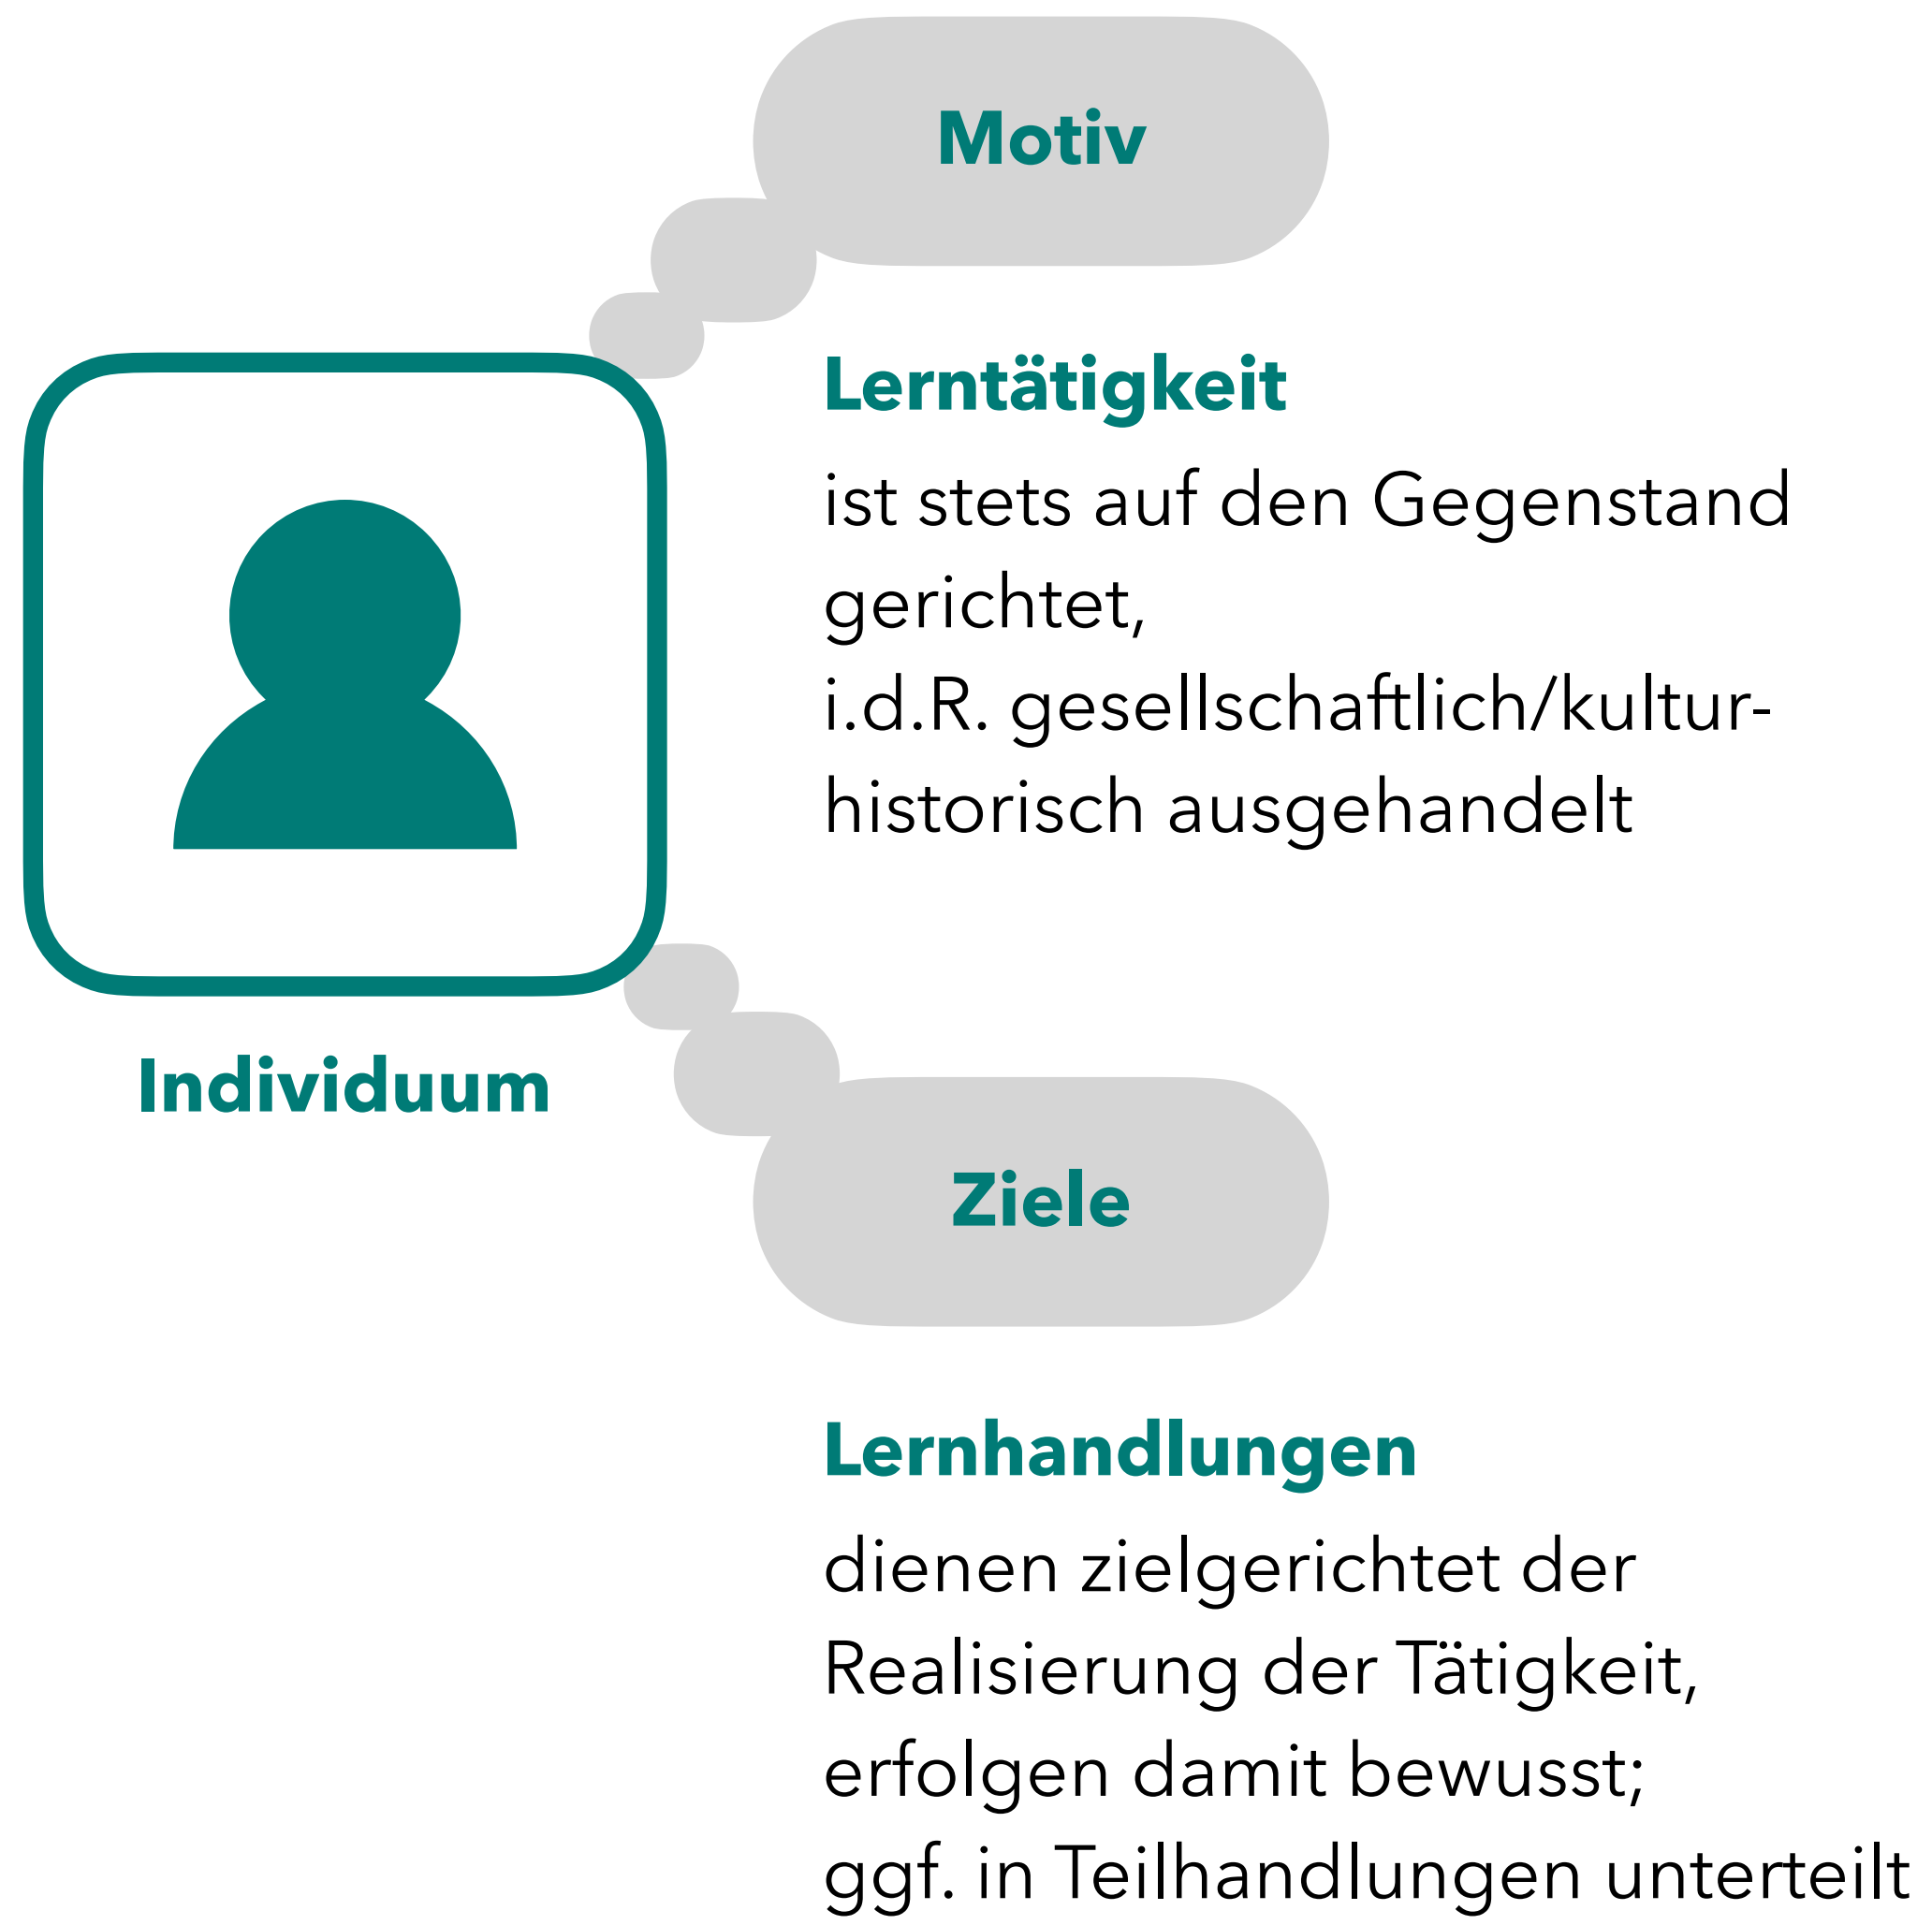 Motiv
Lerntätigkeit
ist stets auf den Gegenstand
gerichtet,
i.d.R. gesellschaftlich/kultur-
historisch ausgehandelt
Individuum
Ziele
Lernhandlungen
dienen zielgerichtet der
Realisierung der Tätigkeit,
erfolgen damit bewusst;
ggf. in Teilhandlungen unterteilt